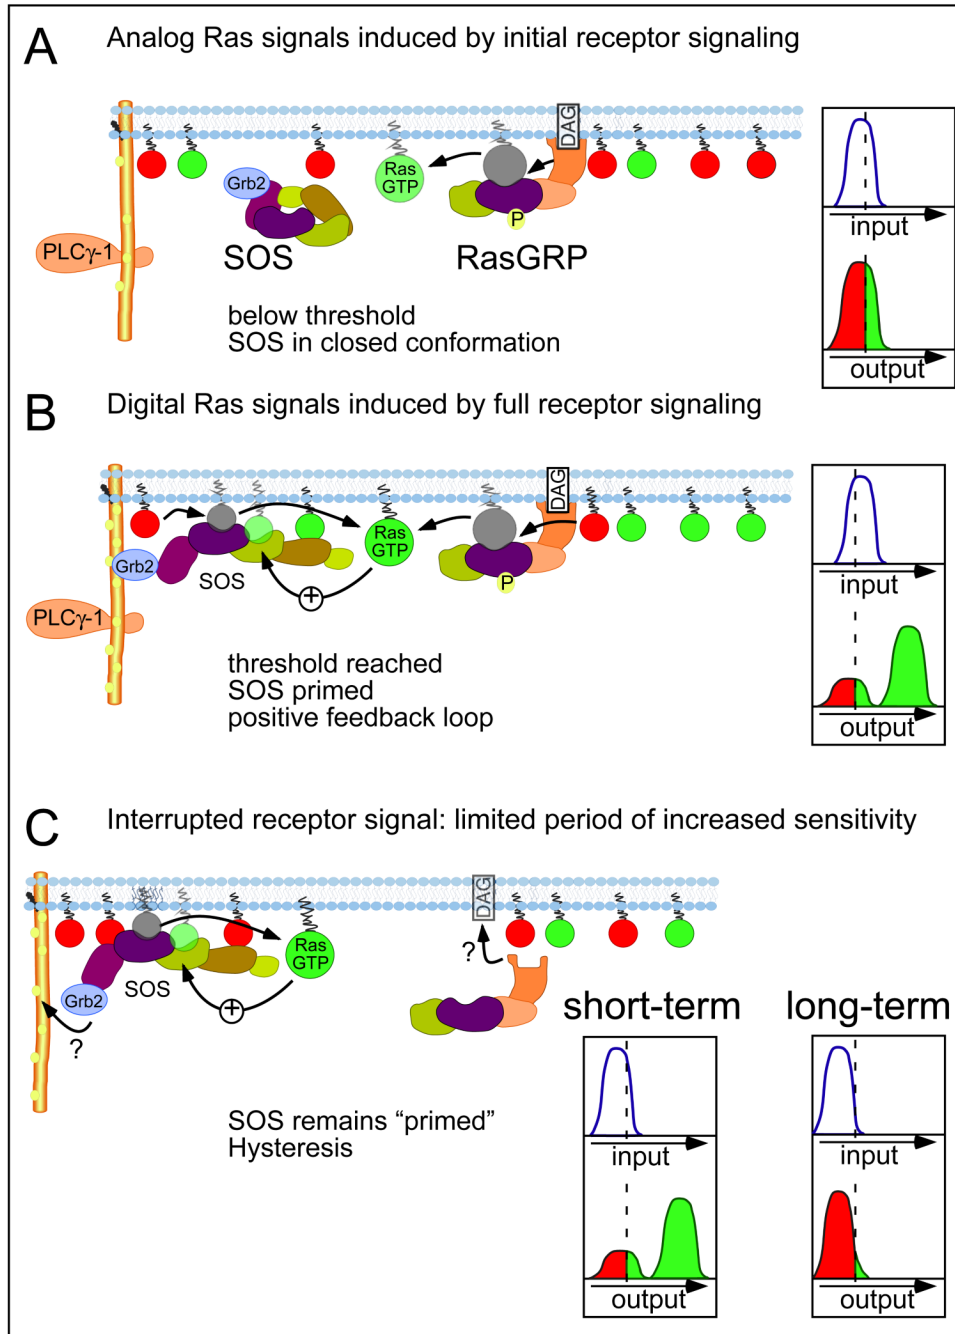 A
Analog Ras signals induced by initial receptor signaling
DAG
Grb2
Ras
GTP
P
PLCγ-1
SOS
RasGRP
below threshold
SOS in closed conformation
input
output
B
Digital Ras signals induced by full receptor signaling
DAG
Ras
GTP
Grb2
SOS
P
+
PLCγ-1
threshold reached
SOS primed
positive feedback loop
input
output
C
Interrupted receptor signal: limited period of increased sensitivity
DAG
Ras
GTP
?
SOS
Grb2
+
?
short-term
long-term
SOS remains “primed”
Hysteresis
input
input
output
output